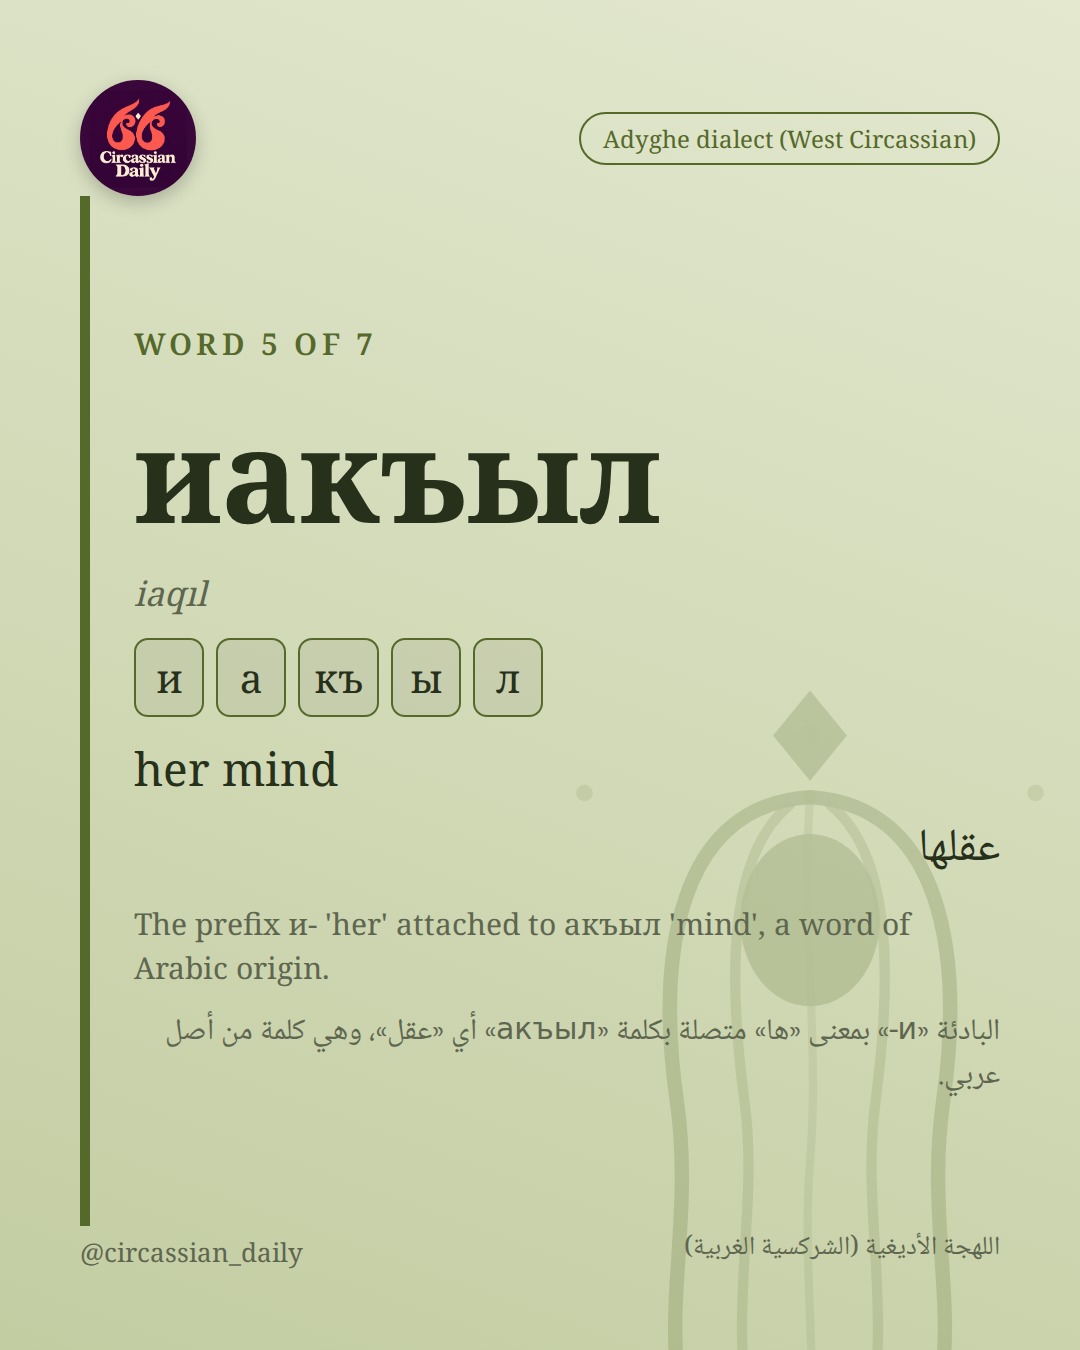 Circassian
Daily
Adyghe dialect (West Circassian)
WORD 5 OF 7
иакъыл
iaqıl
и а къ ы л
her mind
عقلها
The prefix и- 'her' attached to акъыл 'mind', a word of
Arabic origin.
البادئة «и-» بمعنى «ها» متصلة بكلمة «акъыл» أي «عقل»، وهي كلمة من أصل
عربي.
@circassian_daily
اللهجة الأديغية (الشركسية الغربية)